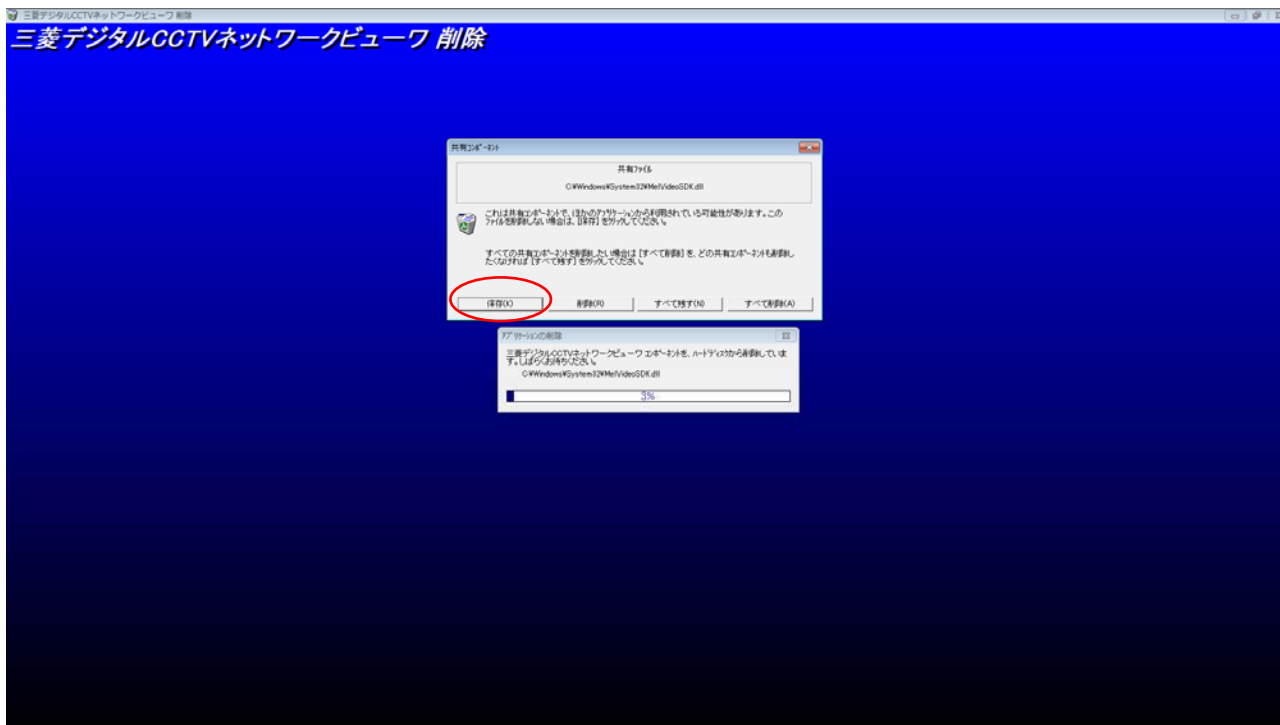 三菱デジタルCCTVネットワークビューワ 削除
三菱デジタルCCTVネットワークビューワ 削除
共有ｺﾝﾎﾟｰﾈﾝﾄ
共有ﾌｧｲﾙ
C:¥Windows¥System32¥MelVideoSDK.dll
これは共有ｺﾝﾎﾟｰﾈﾝﾄで、ほかのｱﾌﾟﾘｹｰｼｮﾝから利用されている可能性があります。この
ﾌｧｲﾙを削除しない場合は、[保存] をｸﾘｯｸしてください。
すべての共有ｺﾝﾎﾟｰﾈﾝﾄを削除したい場合は [すべて削除] を、どの共有ｺﾝﾎﾟｰﾈﾝﾄも削除し
たくなければ [すべて残す] をｸﾘｯｸしてください。
保存(K) 削除(R) すべて残す(N) すべて削除(A)
ｱﾌﾟﾘｹｰｼｮﾝの削除
三菱デジタルCCTVネットワークビューワ ｺﾝﾎﾟｰﾈﾝﾄを、ﾊｰﾄﾞﾃﾞｨｽｸから削除していま
す。しばらくお待ちください。
C:¥Windows¥System32¥MelVideoSDK.dll
3%